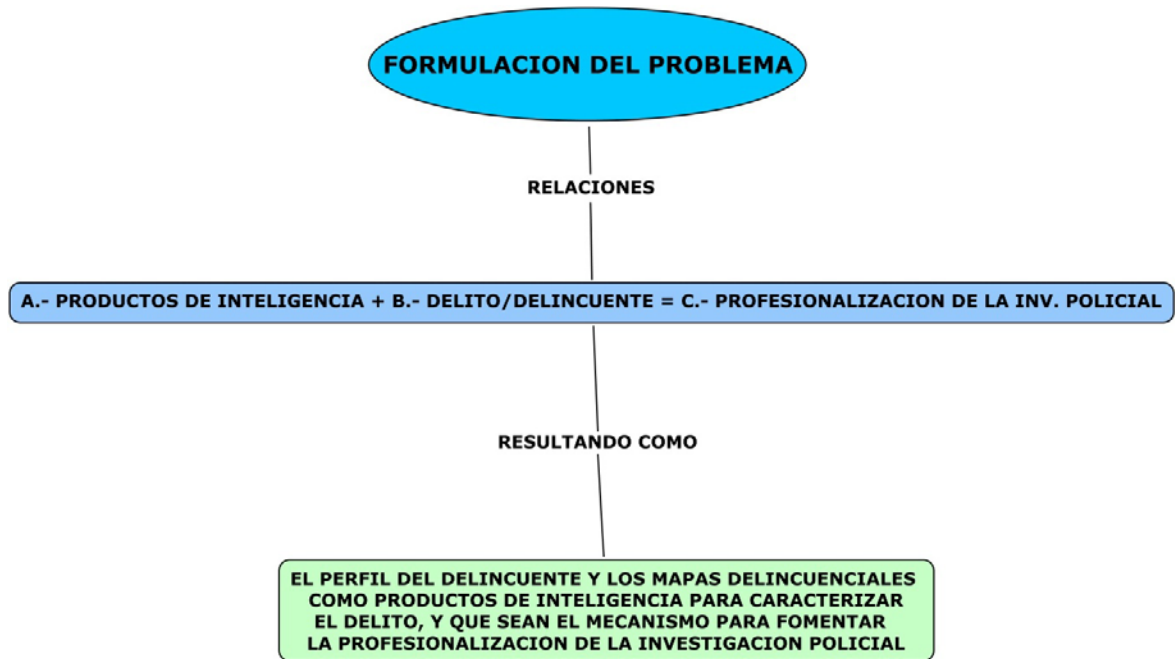 FORMULACION DEL PROBLEMA
RELACIONES
A.- PRODUCTOS DE INTELIGENCIA + B.- DELITO/DELINCUENTE = C.- PROFESIONALIZACION DE LA INV. POLICIAL
RESULTANDO COMO
EL PERFIL DEL DELINCUENTE Y LOS MAPAS DELINCUENCIALES
COMO PRODUCTOS DE INTELIGENCIA PARA CARACTERIZAR
EL DELITO, Y QUE SEAN EL MECANISMO PARA FOMENTAR
LA PROFESIONALIZACION DE LA INVESTIGACION POLICIAL